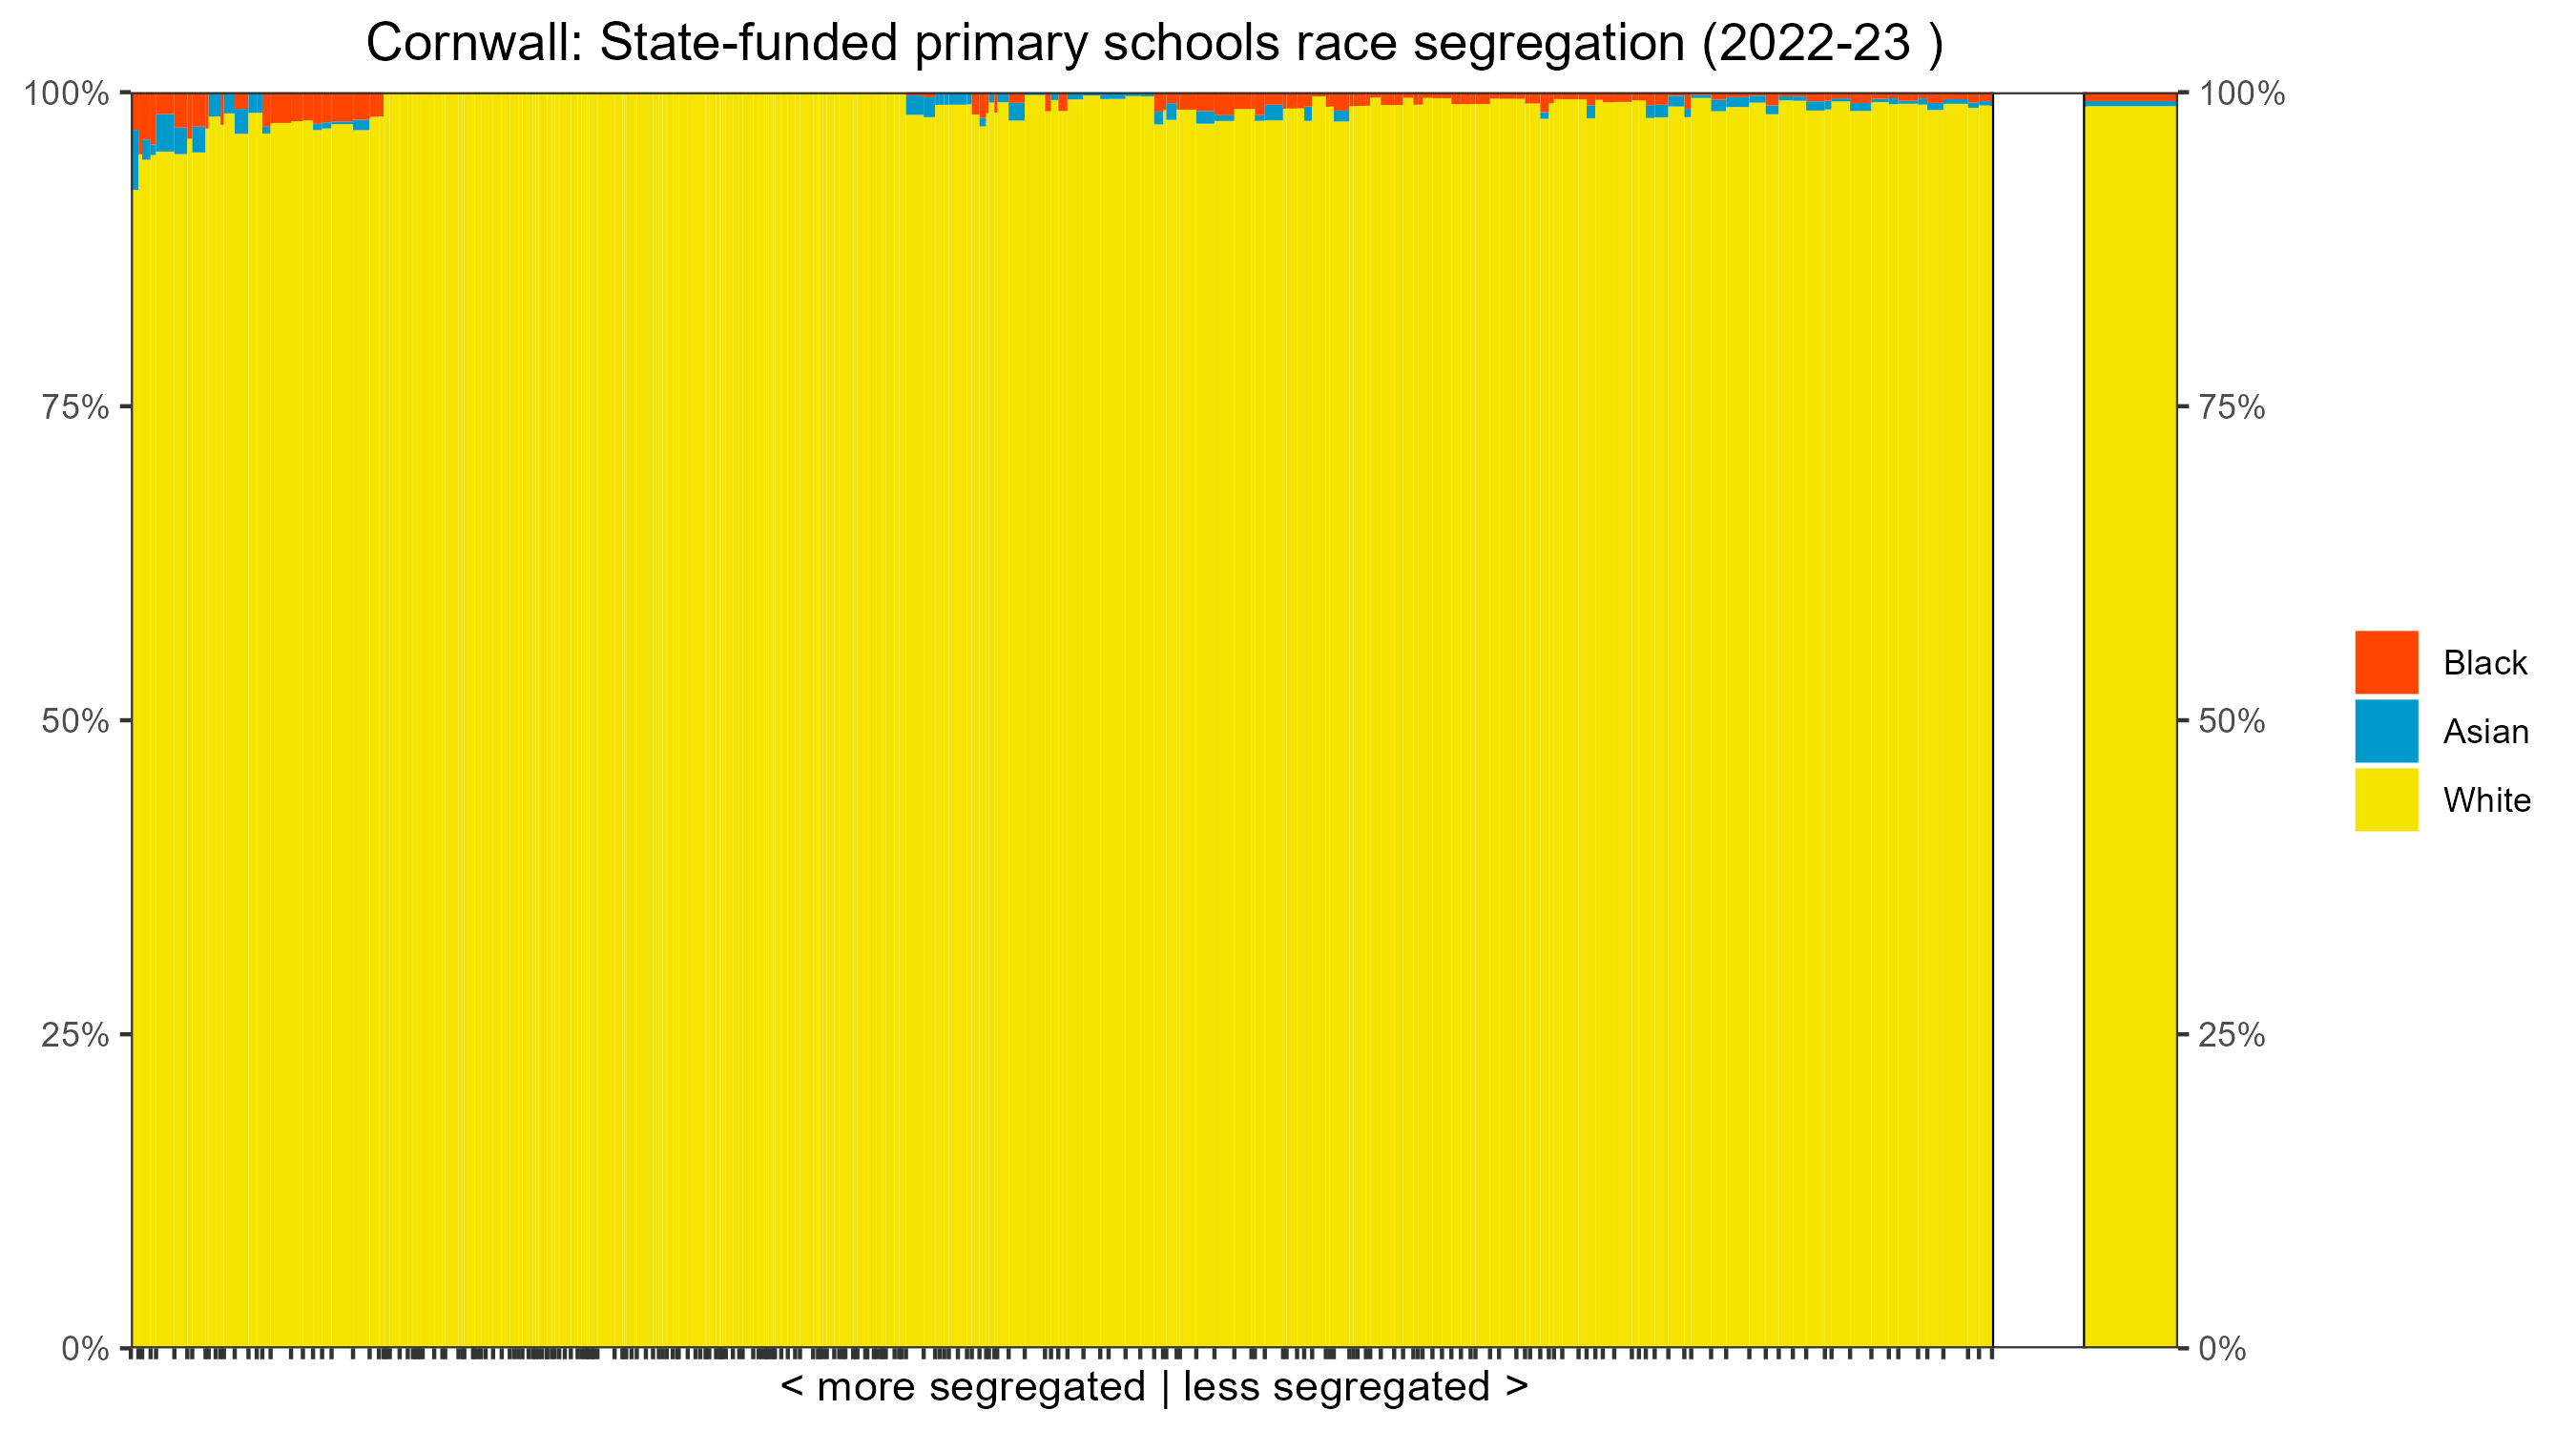 Cornwall: State-funded primary schools race segregation (2022-23 )
100%
75%
50%
25%
0%
100%
75%
50%
25%
0%
Black
Asian
White
< more segregated | less segregated >